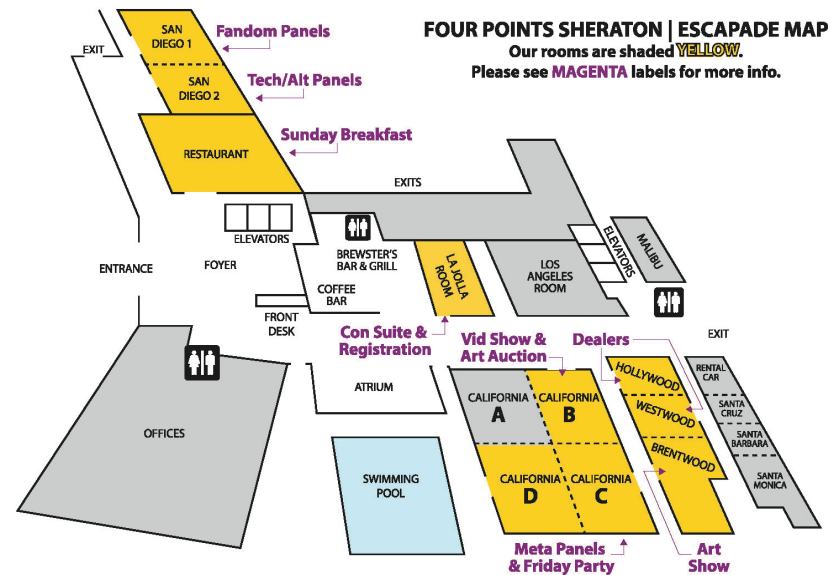 FOUR POINTS SHERATON | ESCAPADE MAP
Our rooms are shaded YELLOW.
Please see MAGENTA labels for more info.
SAN
DIEGO 1
Fandom Panels
EXIT
SAN
DIEGO 2
Tech/Alt Panels
RESTAURANT
Sunday Breakfast
EXITS
ELEVATORS
BREWSTER'S
BAR & GRILL
LA JOLLA
ROOM
LOS
ANGELES
ROOM
ELEVATORS
MALIBU
ENTRANCE
FOYER
COFFEE
BAR
FRONT
DESK
Con Suite &
Registration
Vid Show &
Art Auction
Dealers
EXIT
ATRIUM
CALIFORNIA
A
CALIFORNIA
B
HOLLYWOOD
WESTWOOD
BRENTWOOD
RENTAL
CAR
SANTA
CRUZ
SANTA
BARBARA
SANTA
MONICA
OFFICES
SWIMMING
POOL
CALIFORNIA
D
CALIFORNIA
C
Meta Panels
& Friday Party
Art
Show